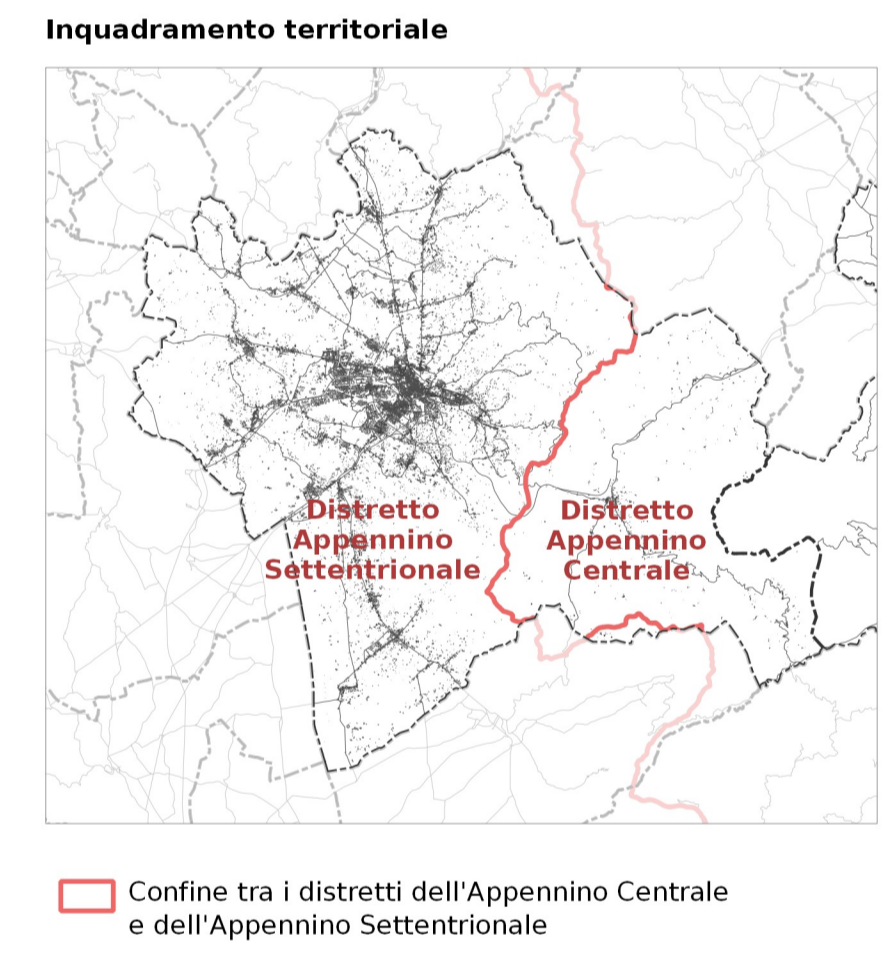 Inquadramento territoriale
Distretto
Appennino
Settentrionale
Distretto
Appennino
Centrale
Confine tra i distretti dell'Appennino Centrale
e dell'Appennino Settentrionale